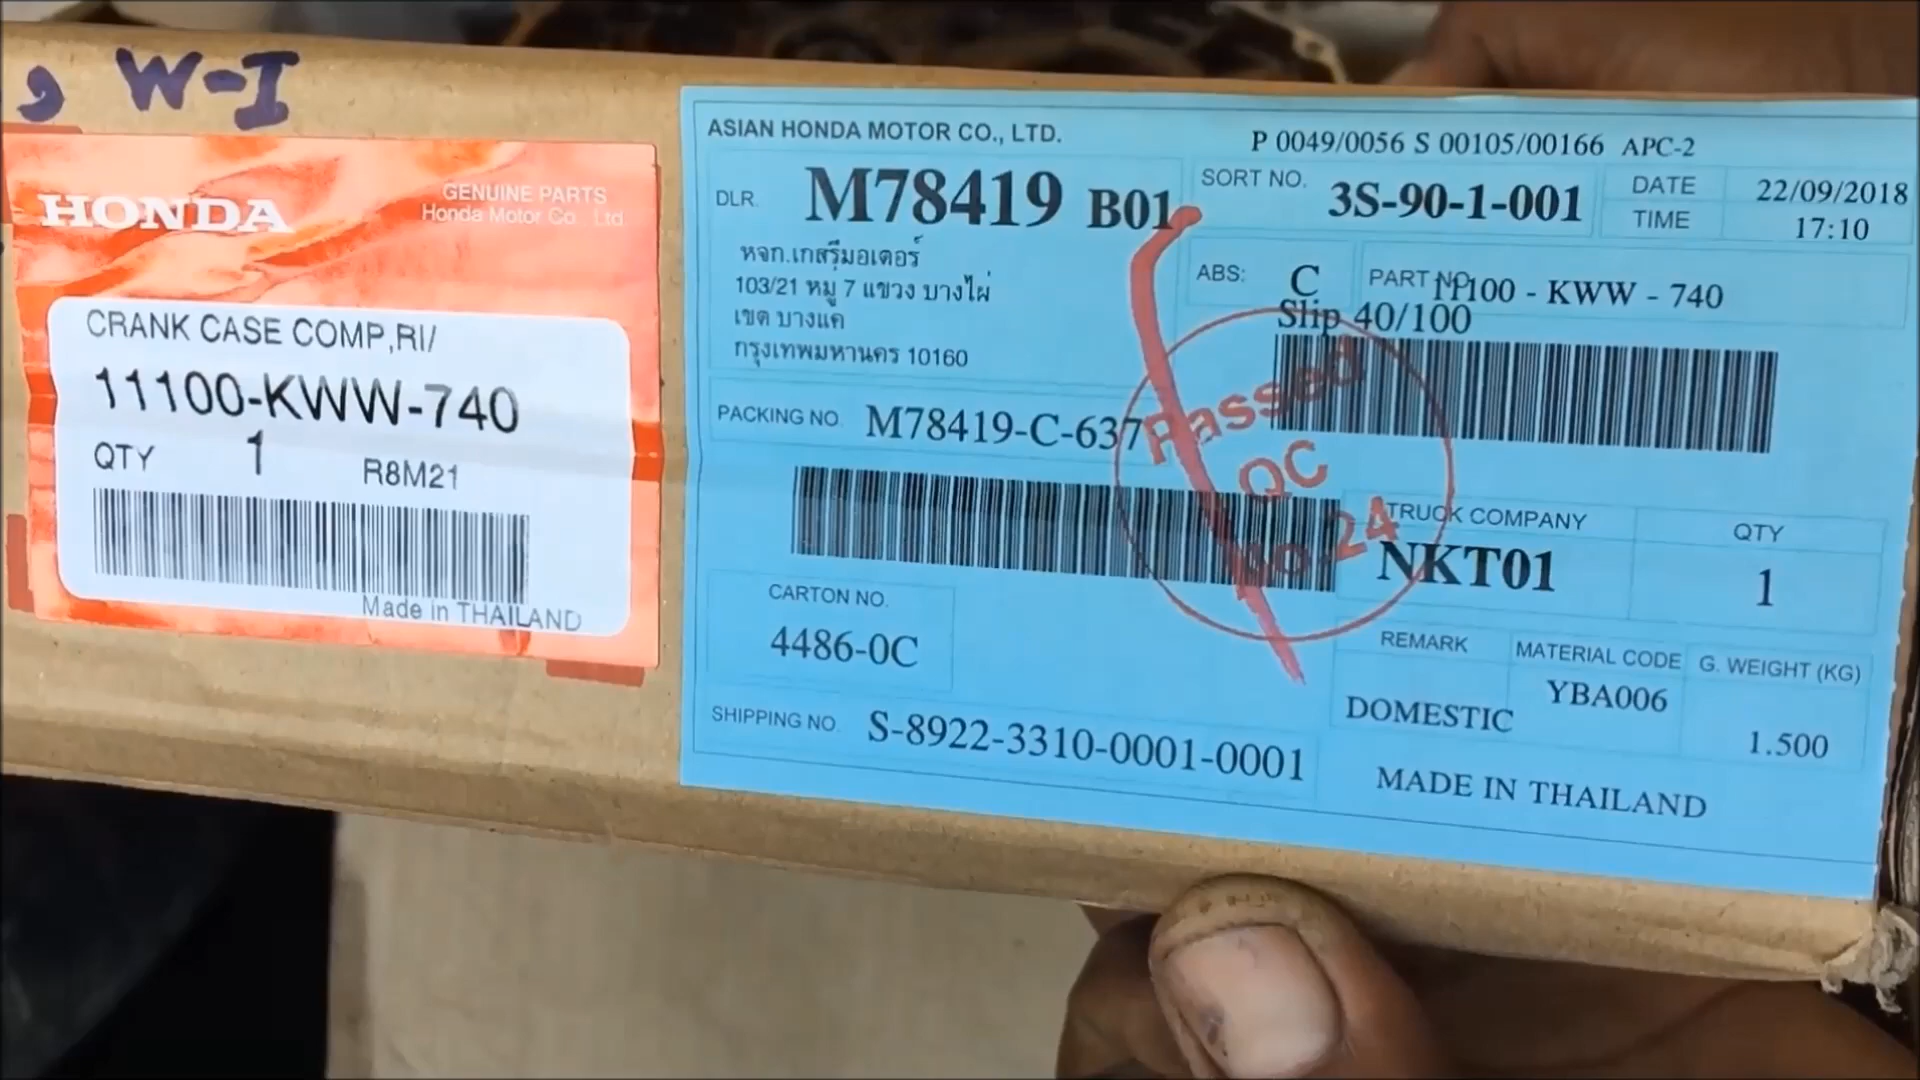 W-I
HONDA
GENUINE PARTS
Honda Motor Co., Ltd.
CRANK CASE COMP,RI/
11100-KWW-740
QTY 1 R8M21
Made in THAILAND
ASIAN HONDA MOTOR CO., LTD.
P 0049/0056 S 00105/00166 APC-2
DLR. M78419 B01
SORT NO. 3S-90-1-001
DATE 22/09/2018
TIME 17:10
หจก.เกสรีมอเตอร์
103/21 หมู่ 7 แขวง บางไผ่
เขต บางแค
กรุงเทพมหานคร 10160
ABS: C
PART NO. 11100 - KWW - 740
Slip 40/100
PACKING NO. M78419-C-637
Passed
QC
NO.24
TRUCK COMPANY
NKT01
QTY
1
CARTON NO.
4486-0C
REMARK
DOMESTIC
MATERIAL CODE
YBA006
G. WEIGHT (KG)
1.500
SHIPPING NO. S-8922-3310-0001-0001
MADE IN THAILAND